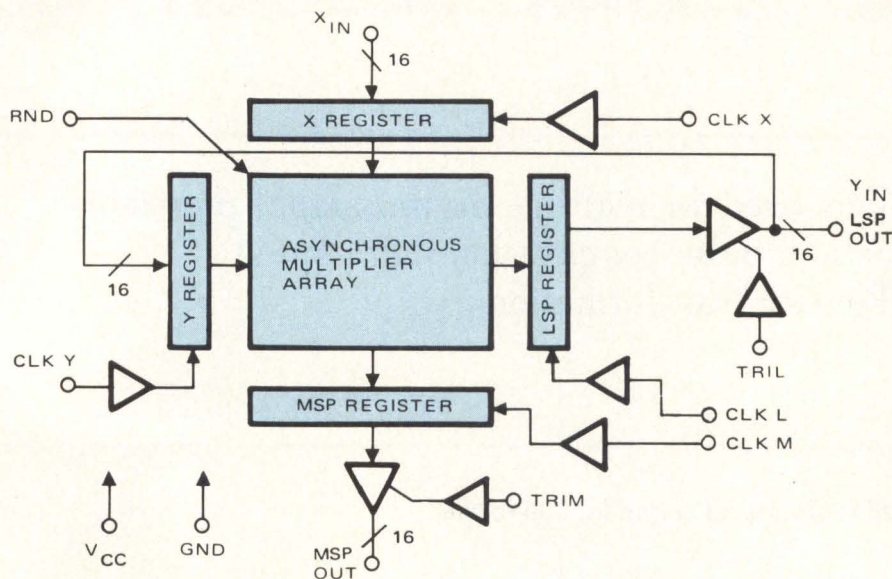 X IN
16
RND
X REGISTER
CLK X
Y IN
LSP
OUT
16
16
Y REGISTER
ASYNCHRONOUS
MULTIPLIER
ARRAY
LSP REGISTER
TRIL
CLK Y
CLK L
CLK M
MSP REGISTER
TRIM
16
MSP
OUT
VCC
GND